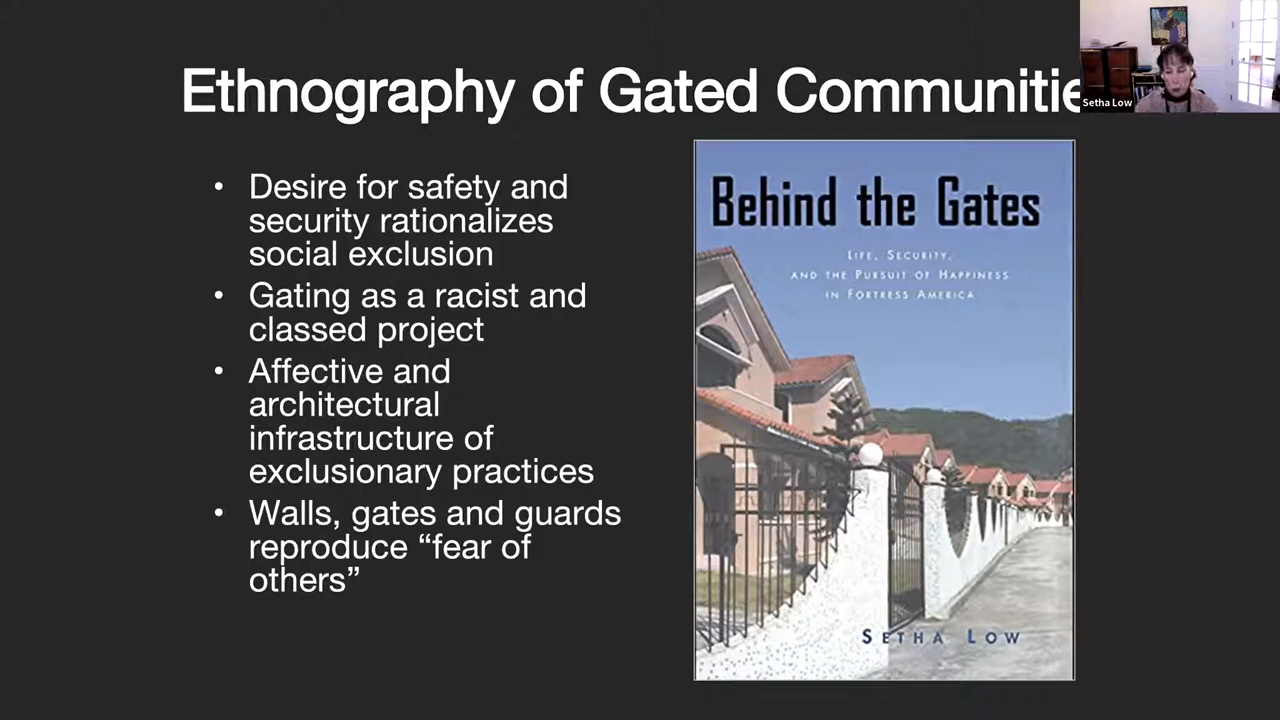 Ethnography of Gated Communitie
Setha Low
• Desire for safety and
security rationalizes
social exclusion
• Gating as a racist and
classed project
• Affective and
architectural
infrastructure of
exclusionary practices
• Walls, gates and guards
reproduce “fear of
others”
Behind the Gates
Life, Security,
and the Pursuit of Happiness
in Fortress America
Setha Low